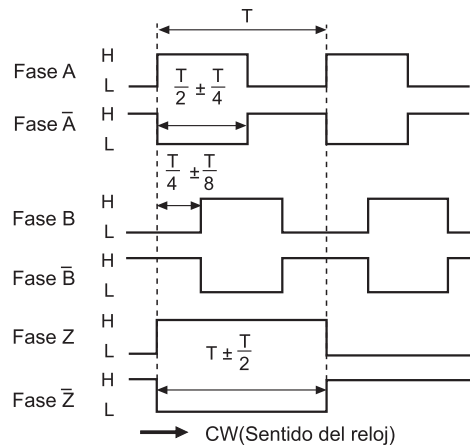 T
Fase A H
L
T/2 ± T/4
Fase A̅ H
L
T/4 ± T/8
Fase B H
L
Fase B̅ H
L
Fase Z H
L
T ± T/2
Fase Z̅ H
L
CW(Sentido del reloj)